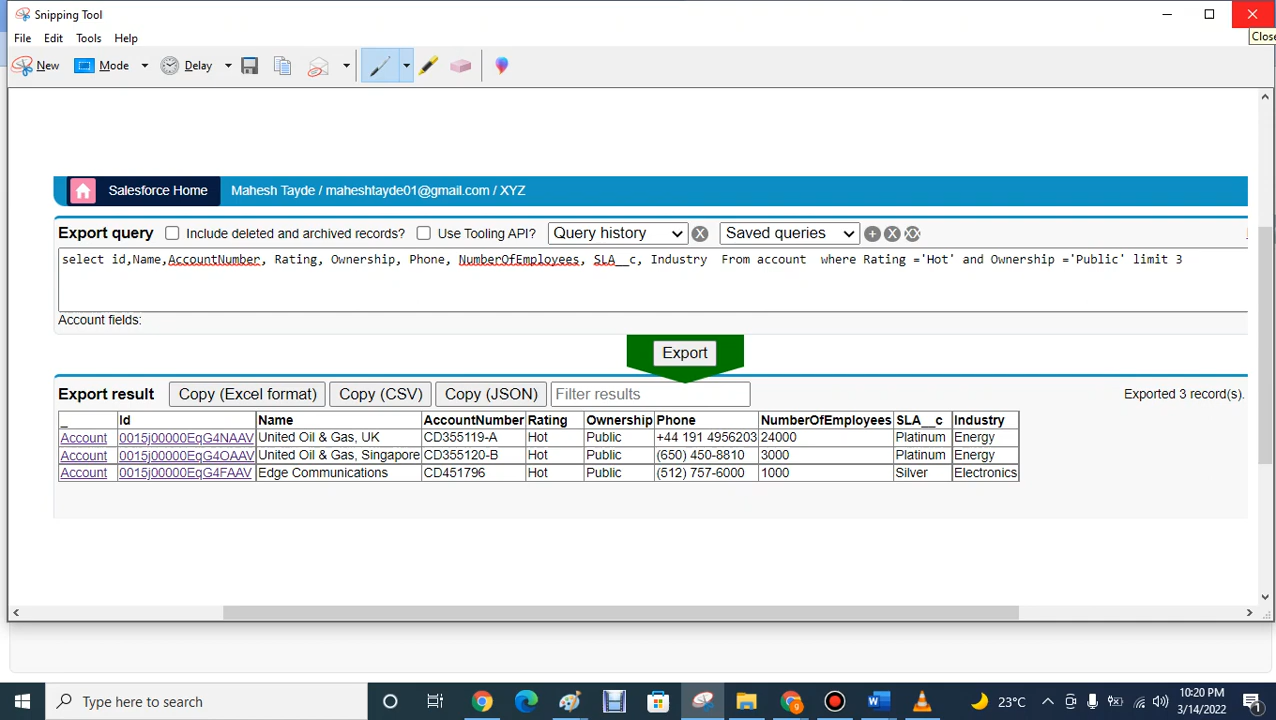 Snipping Tool
Close
File Edit Tools Help
New Mode Delay
Salesforce Home Mahesh Tayde / maheshtayde01@gmail.com / XYZ
Export query Include deleted and archived records? Use Tooling API? Query history X Saved queries + X XX
select id,Name,AccountNumber, Rating, Ownership, Phone, NumberOfEmployees, SLA__c, Industry From account where Rating ='Hot' and Ownership ='Public' limit 3
Account fields:
Export
Export result Copy (Excel format) Copy (CSV) Copy (JSON) Filter results Exported 3 record(s).
_ Id Name AccountNumber Rating Ownership Phone NumberOfEmployees SLA__c Industry
Account 0015j00000EqG4NAAV United Oil & Gas, UK CD355119-A Hot Public +44 191 4956203 24000 Platinum Energy
Account 0015j00000EqG4OAAV United Oil & Gas, Singapore CD355120-B Hot Public (650) 450-8810 3000 Platinum Energy
Account 0015j00000EqG4FAAV Edge Communications CD451796 Hot Public (512) 757-6000 1000 Silver Electronics
Type here to search 9 W 23°C 10:20 PM 1
3/14/2022